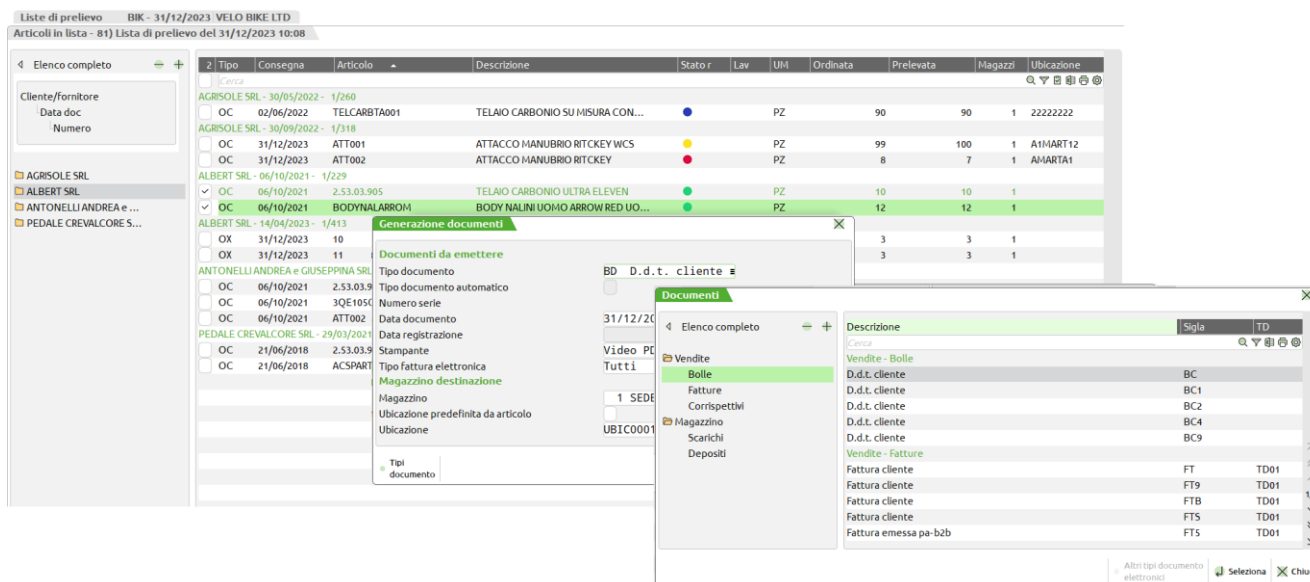 Liste di prelievo BIK - 31/12/2023 VELO BIKE LTD
Articoli in lista - 81) Lista di prelievo del 31/12/2023 10:08
Elenco completo
Cliente/fornitore
Data doc
Numero
AGRISOLE SRL
ALBERT SRL
ANTONELLI ANDREA e ...
PEDALE CREVALCORE S...
2 Tipo Consegna Articolo Descrizione Stato r Lav UM Ordinata Prelevata Magazzi Ubicazione
Cerca
AGRISOLE SRL - 30/05/2022 - 1/260
OC 02/06/2022 TELCARBTA001 TELAIO CARBONIO SU MISURA CON... PZ 90 90 1 22222222
AGRISOLE SRL - 30/09/2022 - 1/318
OC 31/12/2023 ATT001 ATTACCO MANUBRIO RITCKEY WCS PZ 99 100 1 A1MART12
OC 31/12/2023 ATT002 ATTACCO MANUBRIO RITCKEY PZ 8 7 1 AMARTA1
ALBERT SRL - 06/10/2021 - 1/229
OC 06/10/2021 2.53.03.905 TELAIO CARBONIO ULTRA ELEVEN PZ 10 10 1
OC 06/10/2021 BODYNALARROM BODY NALINI UOMO ARROW RED UO... PZ 12 12 1
ALBERT SRL - 14/04/2023 - 1/413
OX 31/12/2023 10 3 3 1
OX 31/12/2023 11 3 3 1
ANTONELLI ANDREA e GIUSEPPINA SRL
OC 06/10/2021 2.53.03.9
OC 06/10/2021 3QE105C
OC 06/10/2021 ATT002
PEDALE CREVALCORE SRL - 29/03/2021
OC 21/06/2018 2.53.03.9
OC 21/06/2018 ACSPART
Generazione documenti
Documenti da emettere
Tipo documento BD D.d.t. cliente
Tipo documento automatico
Numero serie
Data documento 31/12/20
Data registrazione
Stampante Video PD
Tipo fattura elettronica Tutti
Magazzino destinazione
Magazzino 1 SEDE
Ubicazione predefinita da articolo
Ubicazione UBIC0001
Tipi
documento
Documenti
Elenco completo
Vendite
Bolle
Fatture
Corrispettivi
Magazzino
Scarichi
Depositi
Descrizione Sigla TD
Cerca
Vendite - Bolle
D.d.t. cliente BC
D.d.t. cliente BC1
D.d.t. cliente BC2
D.d.t. cliente BC4
D.d.t. cliente BC9
Vendite - Fatture
Fattura cliente FT TD01
Fattura cliente FT9 TD01
Fattura cliente FTB TD01
Fattura cliente FTS TD01
Fattura emessa pa-b2b FT5 TD01
Altri tipi documento
elettronici
Seleziona
Chiu